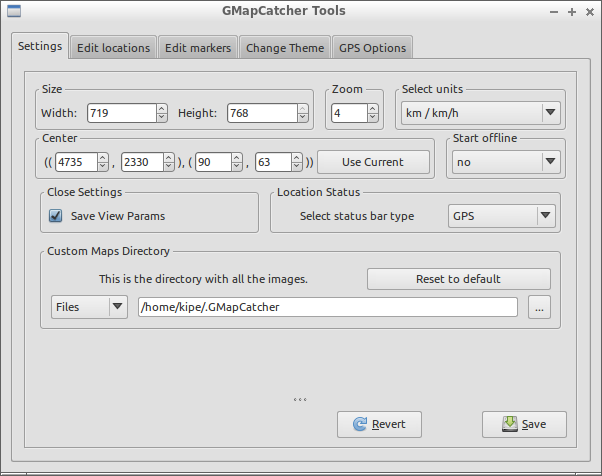 GMapCatcher Tools
Settings Edit locations Edit markers Change Theme GPS Options
Size Zoom Select units
Width: 719 Height: 768 4 km / km/h
Center Start offline
(( 4735 , 2330 ), ( 90 , 63 )) Use Current no
Close Settings Location Status
Save View Params Select status bar type GPS
Custom Maps Directory
This is the directory with all the images. Reset to default
Files /home/kipe/.GMapCatcher ...
Revert Save